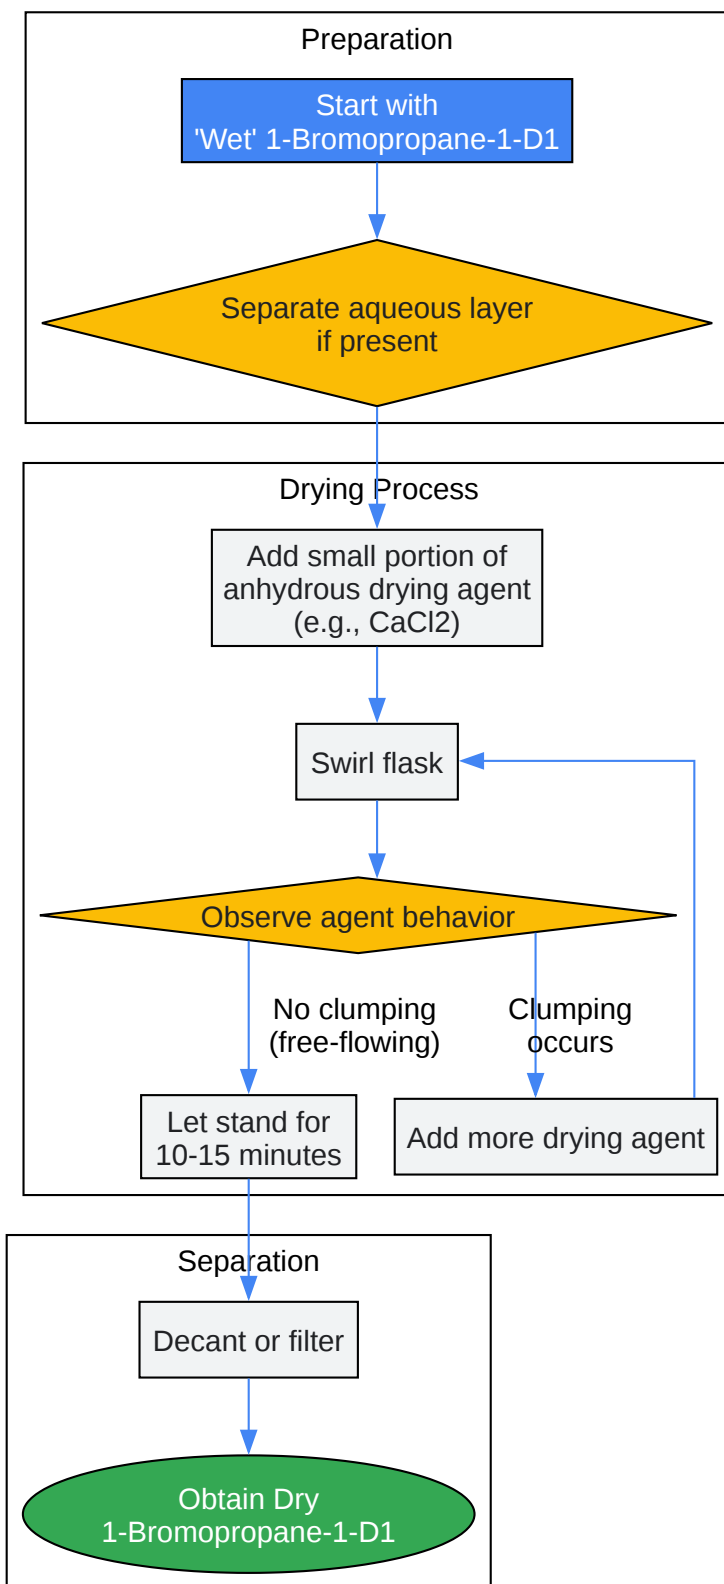 Preparation
Start with
'Wet' 1-Bromopropane-1-D1
Separate aqueous layer
if present
Drying Process
Add small portion of
anhydrous drying agent
(e.g., CaCl2)
Swirl flask
Observe agent behavior
No clumping
(free-flowing)
Clumping
occurs
Let stand for
10-15 minutes
Add more drying agent
Separation
Decant or filter
Obtain Dry
1-Bromopropane-1-D1